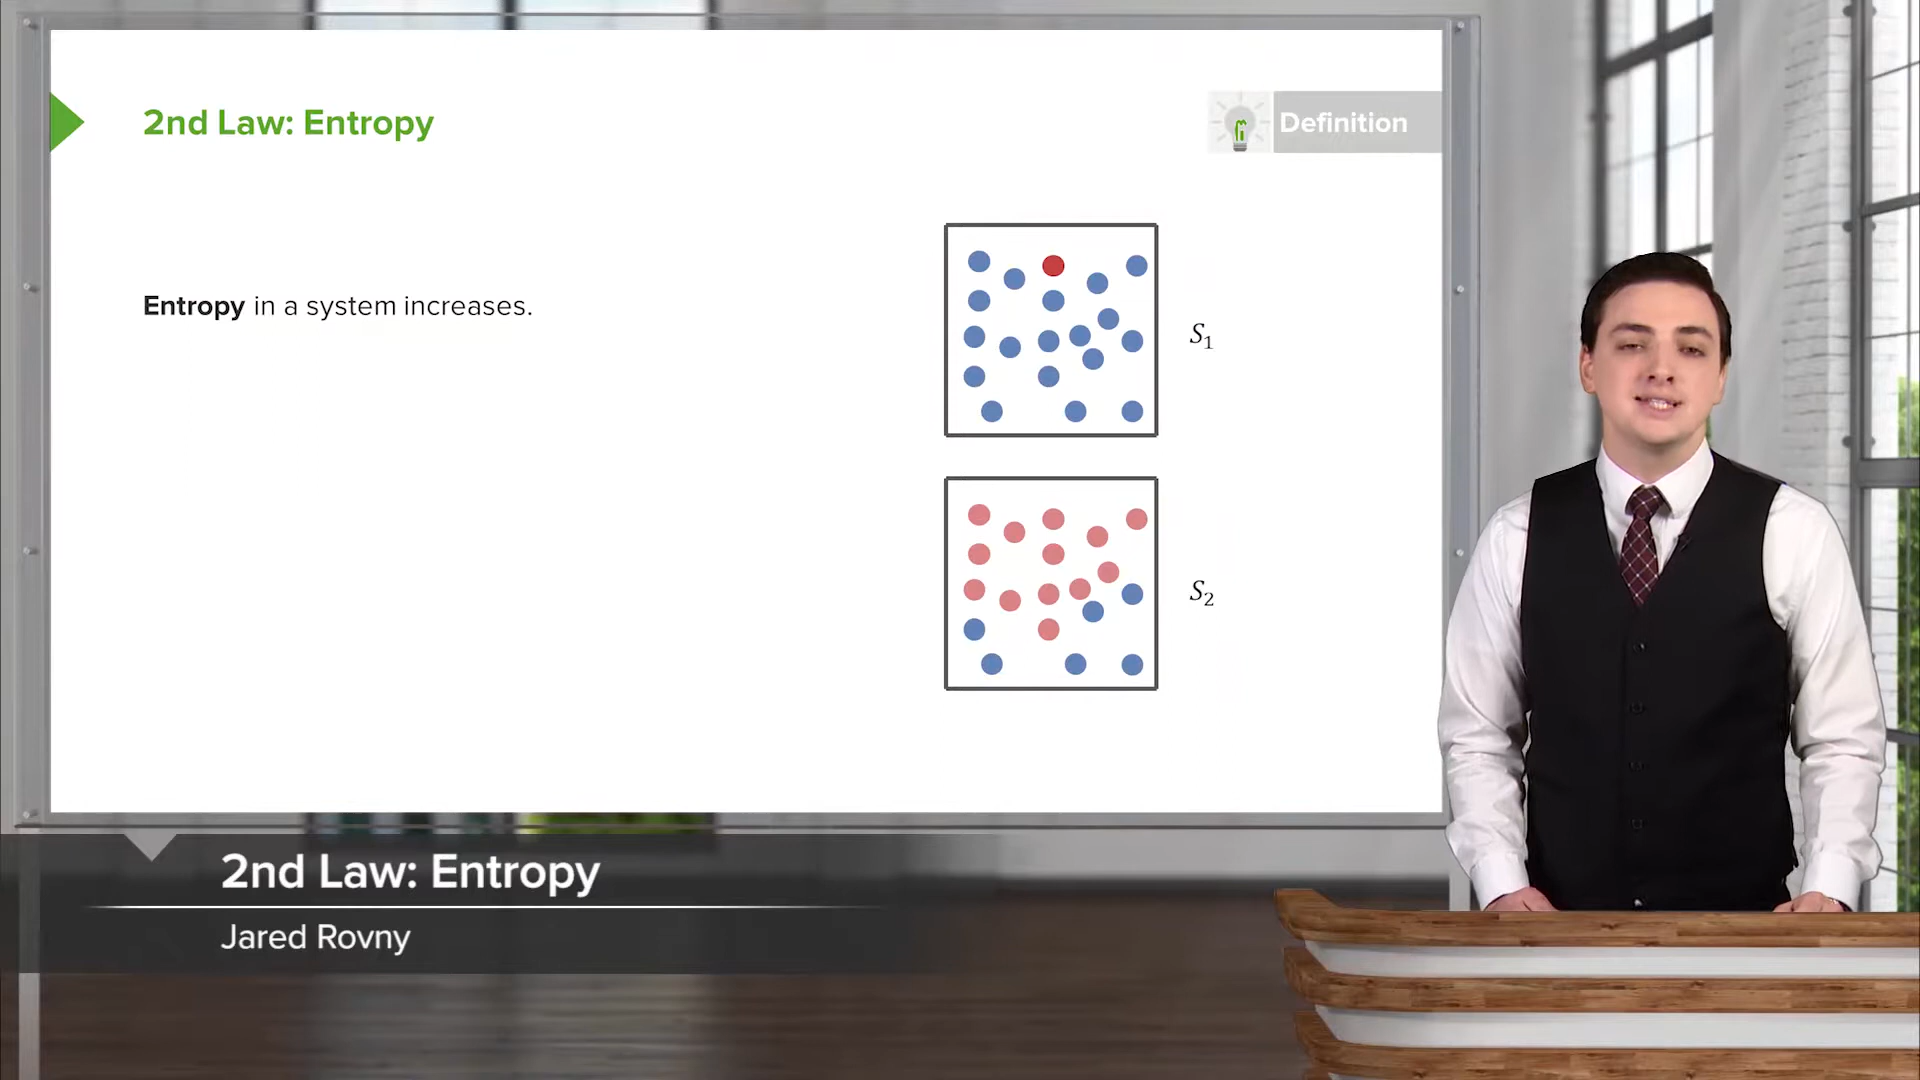 2nd Law: Entropy
Definition
Entropy in a system increases.
S₁
S₂
2nd Law: Entropy
Jared Rovny